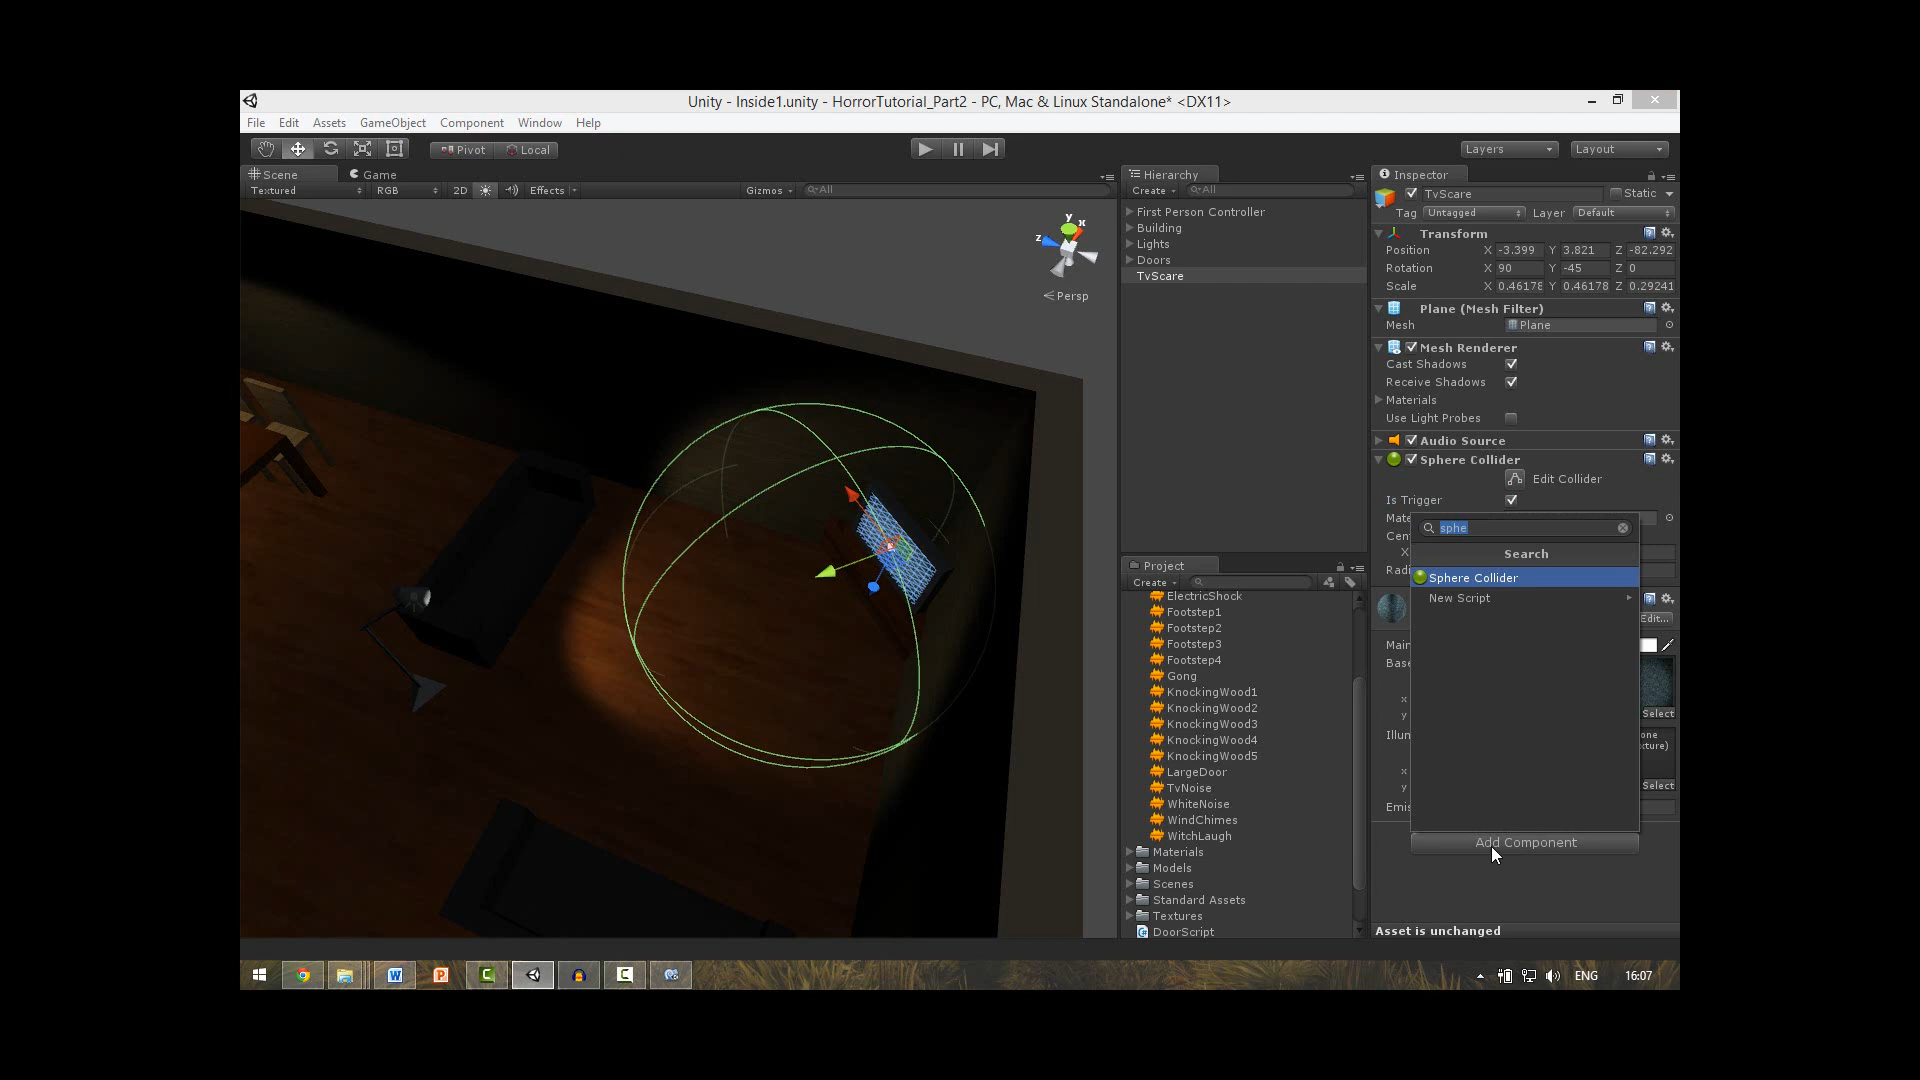 Unity - Inside1.unity - HorrorTutorial_Part2 - PC, Mac & Linux Standalone* <DX11>
File Edit Assets GameObject Component Window Help
Pivot Local
Layers Layout
Scene Game
Textured RGB 2D Effects Gizmos All
y
x
z
Persp
Hierarchy
Create All
First Person Controller
Building
Lights
Doors
TvScare
Project
Create
ElectricShock
Footstep1
Footstep2
Footstep3
Footstep4
Gong
KnockingWood1
KnockingWood2
KnockingWood3
KnockingWood4
KnockingWood5
LargeDoor
TvNoise
WhiteNoise
WindChimes
WitchLaugh
Materials
Models
Scenes
Standard Assets
Textures
DoorScript
Inspector
TvScare Static
Tag Untagged Layer Default
Transform
Position X -3.399 Y 3.821 Z -82.292
Rotation X 90 Y -45 Z 0
Scale X 0.46178 Y 0.46178 Z 0.29241
Plane (Mesh Filter)
Mesh Plane
Mesh Renderer
Cast Shadows
Receive Shadows
Materials
Use Light Probes
Audio Source
Sphere Collider
Edit Collider
Is Trigger
Mate
Cent
X
Radi
sphe
Search
Sphere Collider
New Script
Edit...
Main
Base
x
y Select
Illun
one
xture)
x
y Select
Emis
Add Component
Asset is unchanged
ENG 16:07